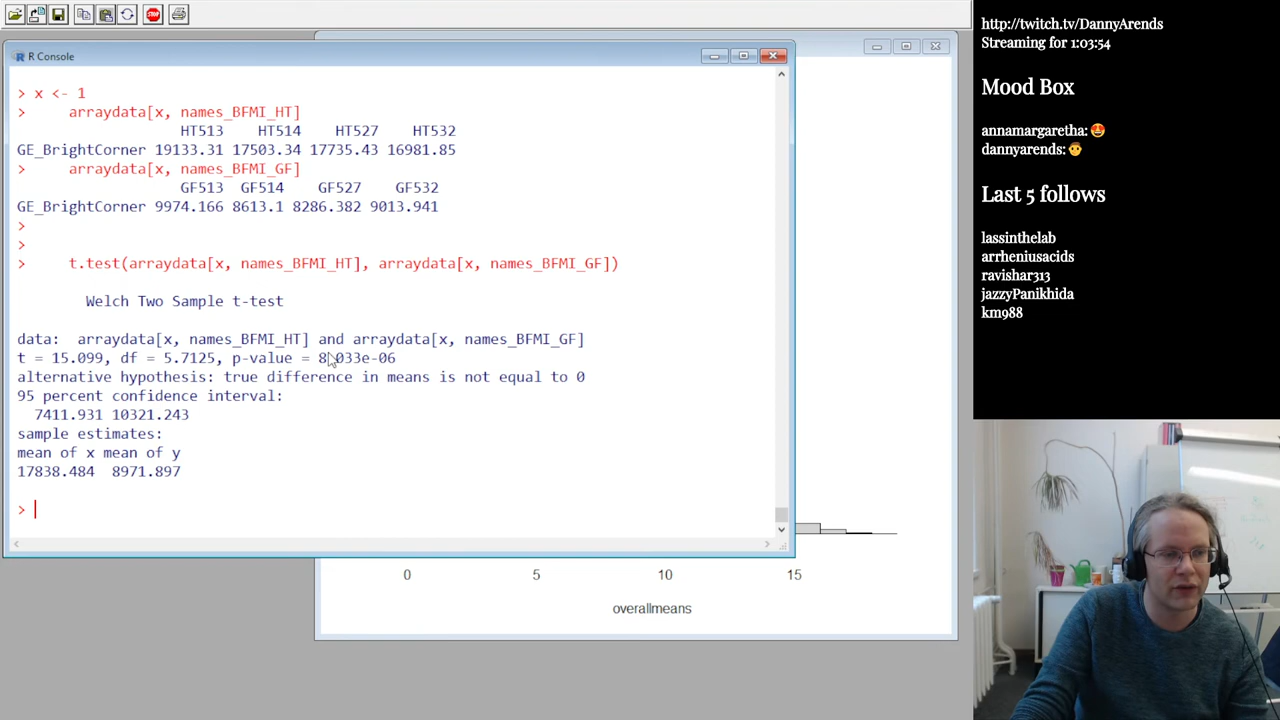 R Console
> x <- 1
> arraydata[x, names_BFMI_HT]
HT513 HT514 HT527 HT532
GE_BrightCorner 19133.31 17503.34 17735.43 16981.85
> arraydata[x, names_BFMI_GF]
GF513 GF514 GF527 GF532
GE_BrightCorner 9974.166 8613.1 8286.382 9013.941
>
>
> t.test(arraydata[x, names_BFMI_HT], arraydata[x, names_BFMI_GF])
Welch Two Sample t-test
data: arraydata[x, names_BFMI_HT] and arraydata[x, names_BFMI_GF]
t = 15.099, df = 5.7125, p-value = 8.033e-06
alternative hypothesis: true difference in means is not equal to 0
95 percent confidence interval:
7411.931 10321.243
sample estimates:
mean of x mean of y
17838.484 8971.897
>
0 5 10 15
overallmeans
http://twitch.tv/DannyArends
Streaming for 1:03:54
Mood Box
annamargaretha:😍
dannyarends:
Last 5 follows
lassinthelab
arrheniusacids
ravishar313
jazzyPanikhida
km988
STOP